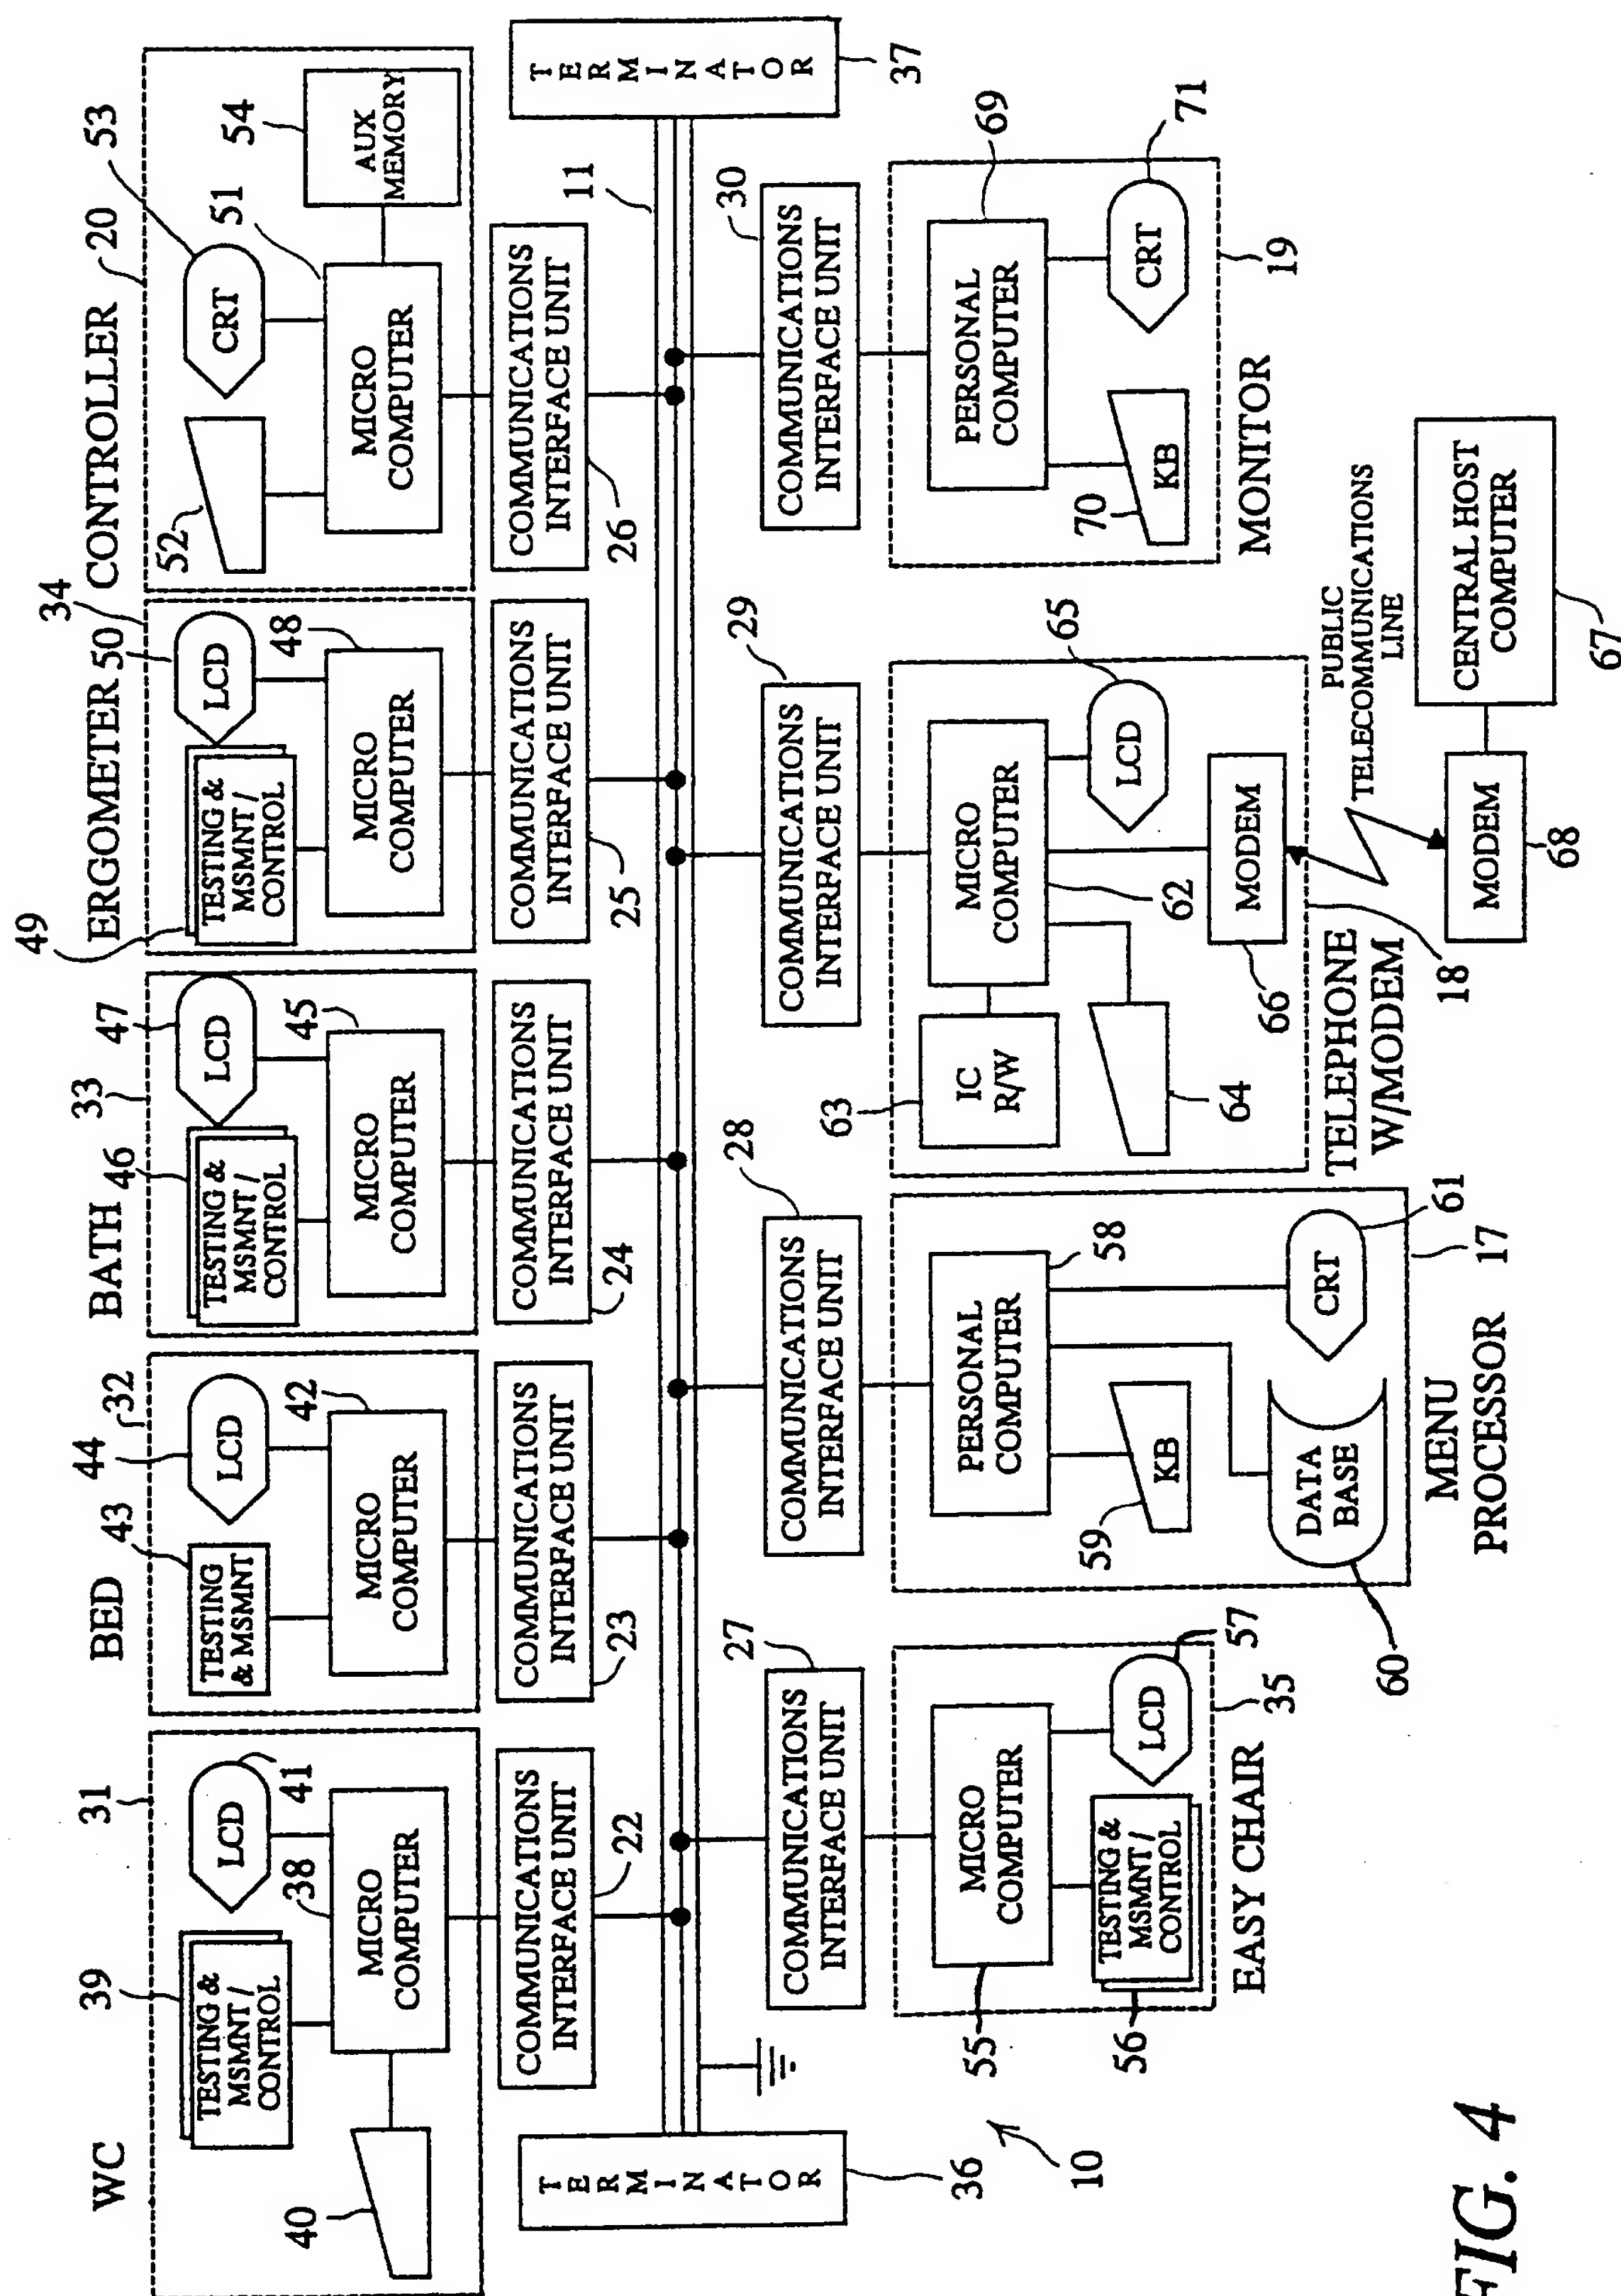 WC
31
39
TESTING &
MSMNT /
CONTROL
LCD
41
38
MICRO
COMPUTER
40
COMMUNICATIONS
INTERFACE UNIT
22
BED
43
44
32
TESTING
& MSMNT
LCD
42
MICRO
COMPUTER
COMMUNICATIONS
INTERFACE UNIT
23
BATH
46
33
47
TESTING &
MSMNT /
CONTROL
LCD
45
MICRO
COMPUTER
COMMUNICATIONS
INTERFACE UNIT
24
ERGOMETER
49
50
34
TESTING &
MSMNT /
CONTROL
LCD
48
MICRO
COMPUTER
COMMUNICATIONS
INTERFACE UNIT
25
CONTROLLER
20
52
CRT
53
51
54
MICRO
COMPUTER
AUX
MEMORY
COMMUNICATIONS
INTERFACE UNIT
26
11
TERMINATOR
36
TERMINATOR
37
10
27
COMMUNICATIONS
INTERFACE UNIT
MICRO
COMPUTER
55
TESTING &
MSMNT /
CONTROL
56
LCD
57
35
EASY CHAIR
28
COMMUNICATIONS
INTERFACE UNIT
PERSONAL
COMPUTER
58
59
KB
DATA
BASE
60
CRT
61
17
MENU
PROCESSOR
29
COMMUNICATIONS
INTERFACE UNIT
63
IC
R/W
MICRO
COMPUTER
62
64
LCD
65
MODEM
66
TELEPHONE
W/MODEM
18
PUBLIC
TELECOMMUNICATIONS
LINE
MODEM
68
CENTRAL HOST
COMPUTER
67
30
COMMUNICATIONS
INTERFACE UNIT
PERSONAL
COMPUTER
69
70
KB
CRT
71
19
MONITOR
FIG. 4